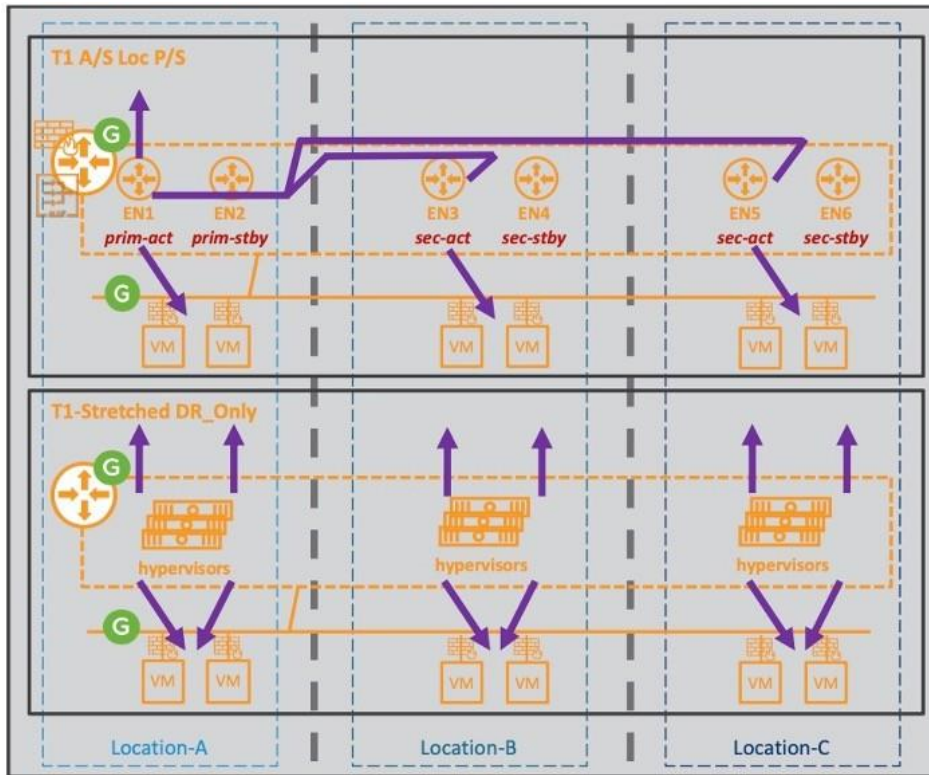 T1 A/S Loc P/S
G
EN1 EN2 EN3 EN4 EN5 EN6
prim-act prim-stby sec-act sec-stby sec-act sec-stby
G
VM VM VM VM VM VM
T1-Stretched DR_Only
G
hypervisors hypervisors hypervisors
G
VM VM VM VM VM VM
Location-A Location-B Location-C